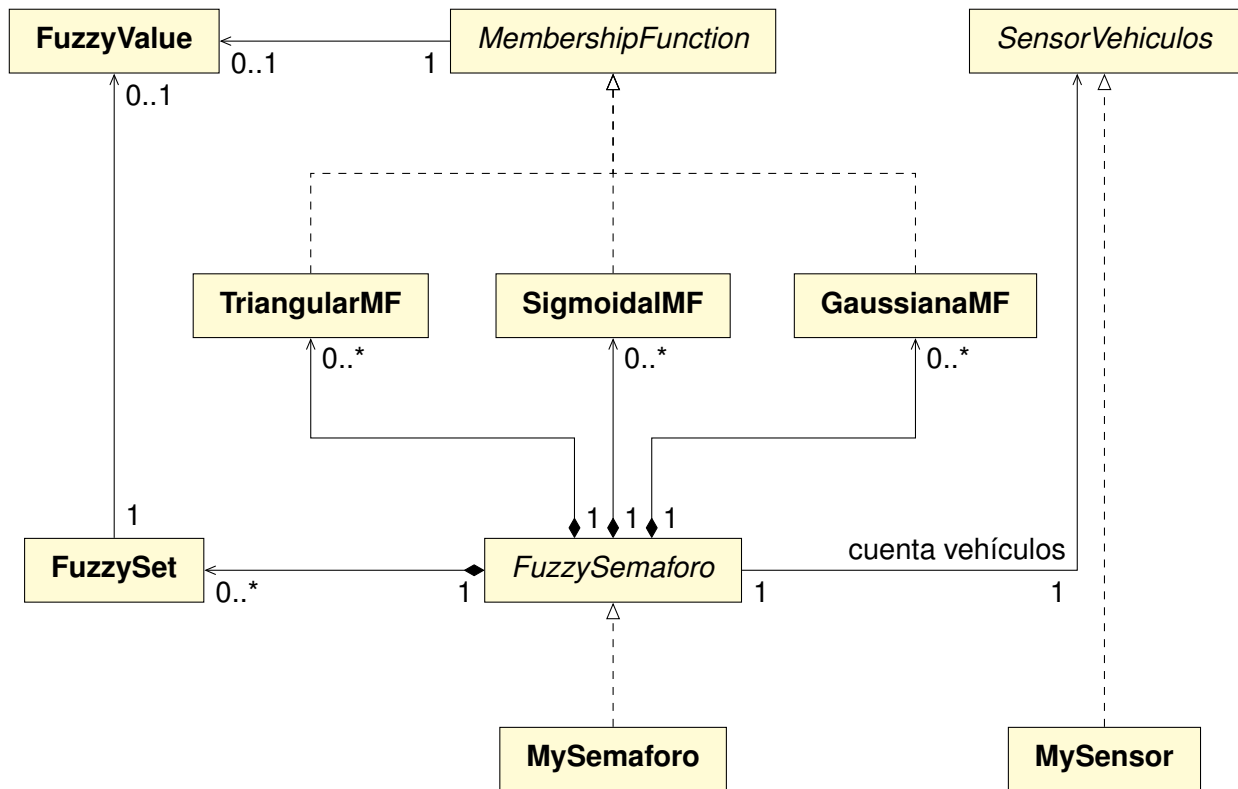 FuzzyValue
MembershipFunction
SensorVehiculos
0..1
1
0..1
TriangularMF
SigmoidalMF
GaussianaMF
0..*
0..*
0..*
1
1
1
1
cuenta vehículos
FuzzySet
FuzzySemaforo
0..*
1
1
1
MySemaforo
MySensor